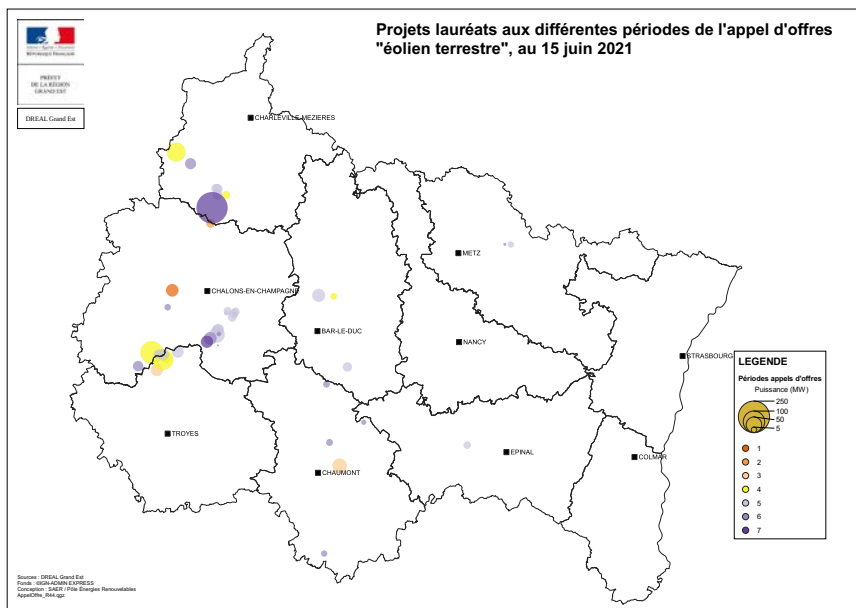 Projets lauréats aux différentes périodes de l'appel d'offres
"éolien terrestre", au 15 juin 2021
RÉPUBLIQUE FRANÇAISE
PRÉFET
DE LA RÉGION
GRAND EST
DREAL Grand Est
CHARLEVILLE-MEZIERES
METZ
CHALONS-EN-CHAMPAGNE
BAR-LE-DUC
NANCY
STRASBOURG
TROYES
CHAUMONT
EPINAL
COLMAR
LEGENDE
Périodes appels d'offres
Puissance (MW)
250
100
50
5
1
2
3
4
5
6
7
Sources : DREAL Grand Est
Fonds : ©IGN-ADMIN EXPRESS
Conception : SAER / Pôle Énergies Renouvelables
AppelOffre_R44.qgz